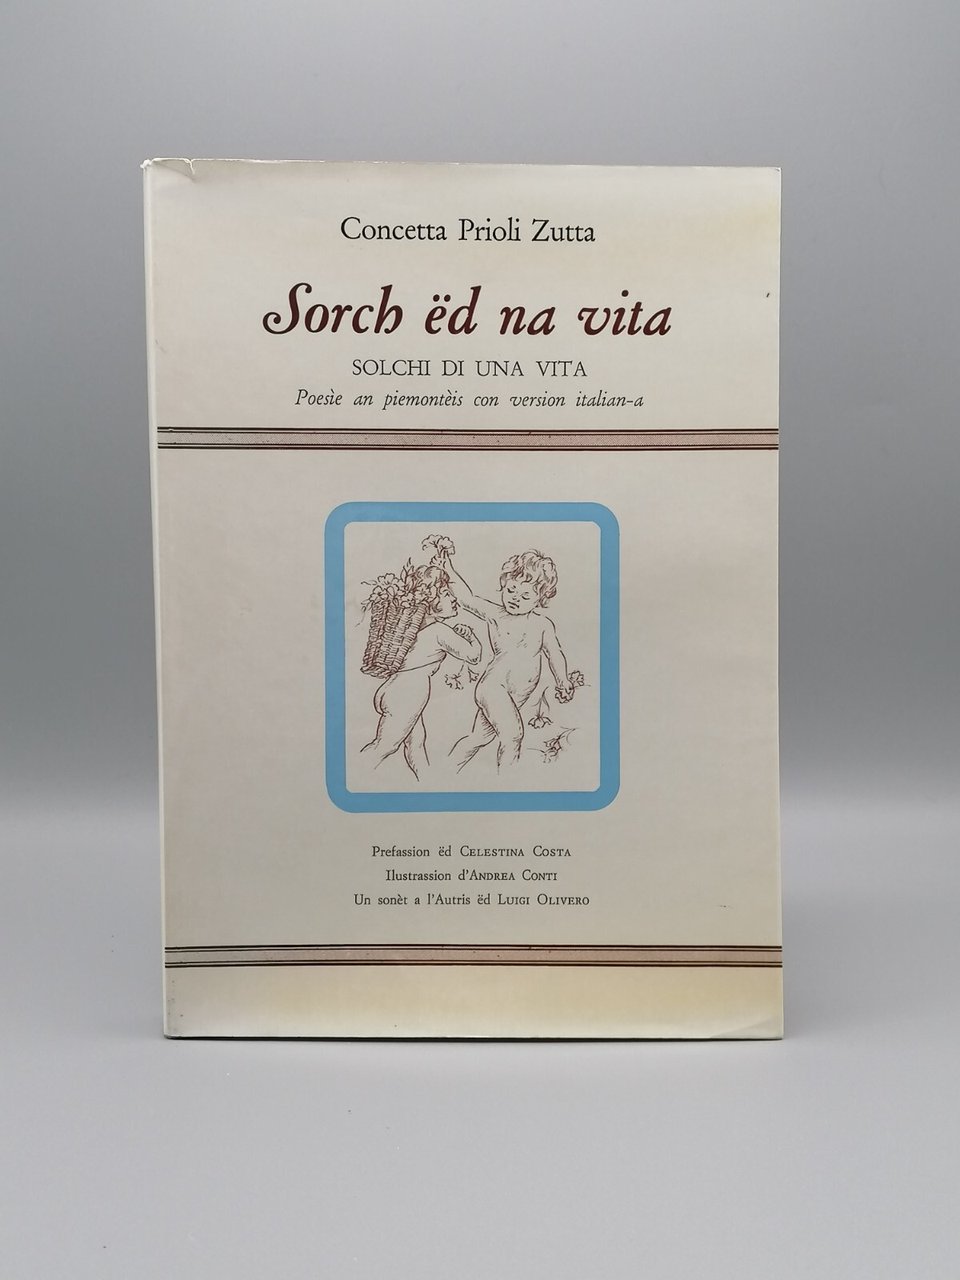 Concetta Prioli Zutta
Sorch ëd na vita
SOLCHI DI UNA VITA
Poesìe an piemontèis con version italian-a
Prefassion ëd CELESTINA COSTA
Ilustrassion d'ANDREA CONTI
Un sonèt a l'Autris ëd LUIGI OLIVERO